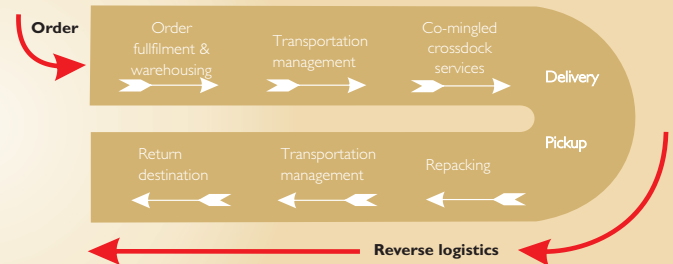 Order
Order
fullfilment &
warehousing
Transportation
management
Co-mingled
crossdock
services
Delivery
Pickup
Return
destination
Transportation
management
Repacking
Reverse logistics